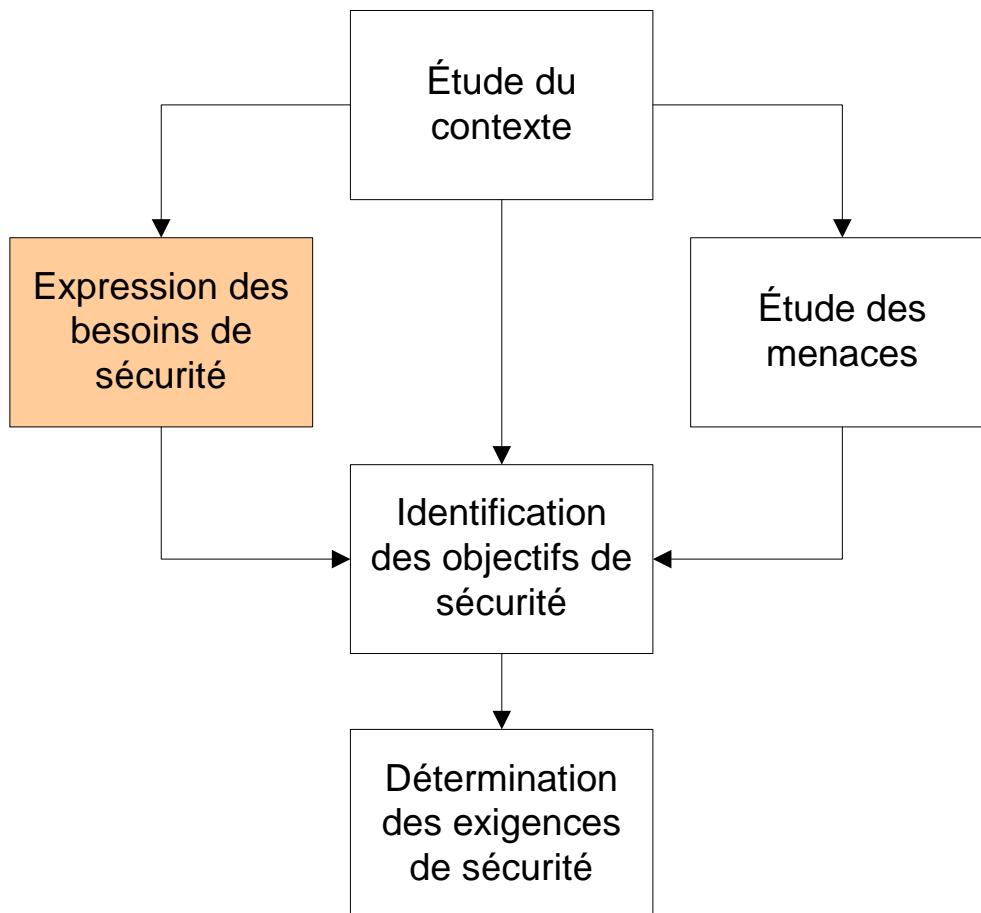 Étude du
contexte
Expression des
besoins de
sécurité
Étude des
menaces
Identification
des objectifs de
sécurité
Détermination
des exigences
de sécurité